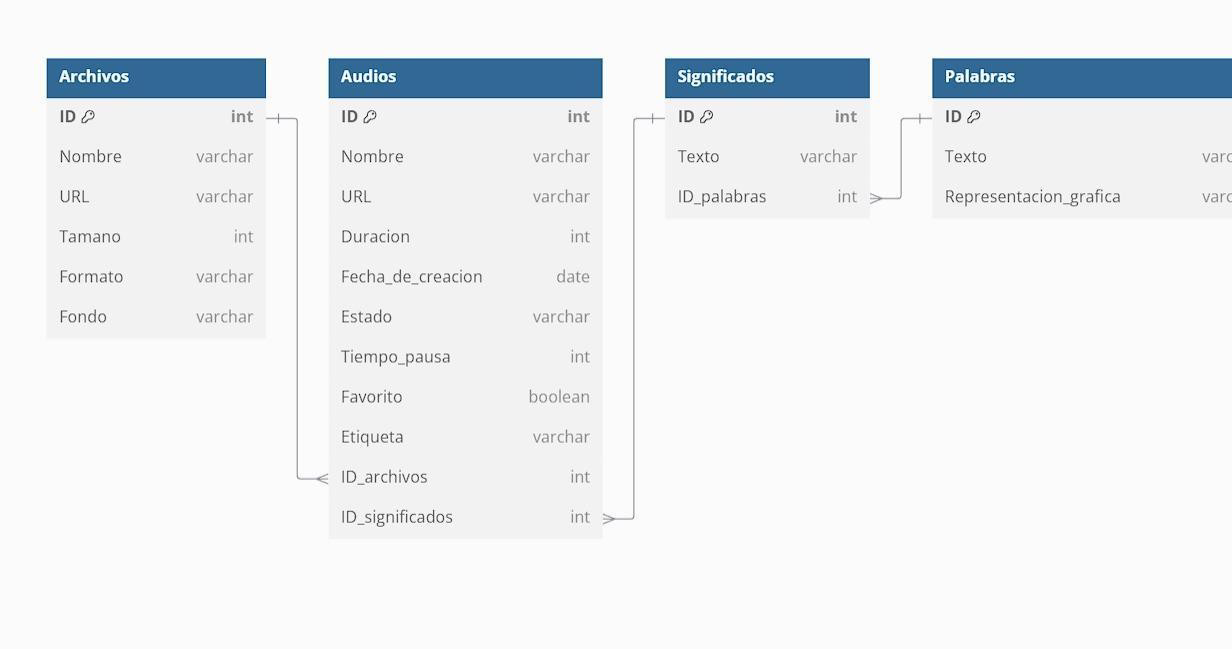 Archivos
ID int
Nombre varchar
URL varchar
Tamano int
Formato varchar
Fondo varchar
Audios
ID int
Nombre varchar
URL varchar
Duracion int
Fecha_de_creacion date
Estado varchar
Tiempo_pausa int
Favorito boolean
Etiqueta varchar
ID_archivos int
ID_significados int
Significados
ID int
Texto varchar
ID_palabras int
Palabras
ID
Texto varc
Representacion_grafica varc